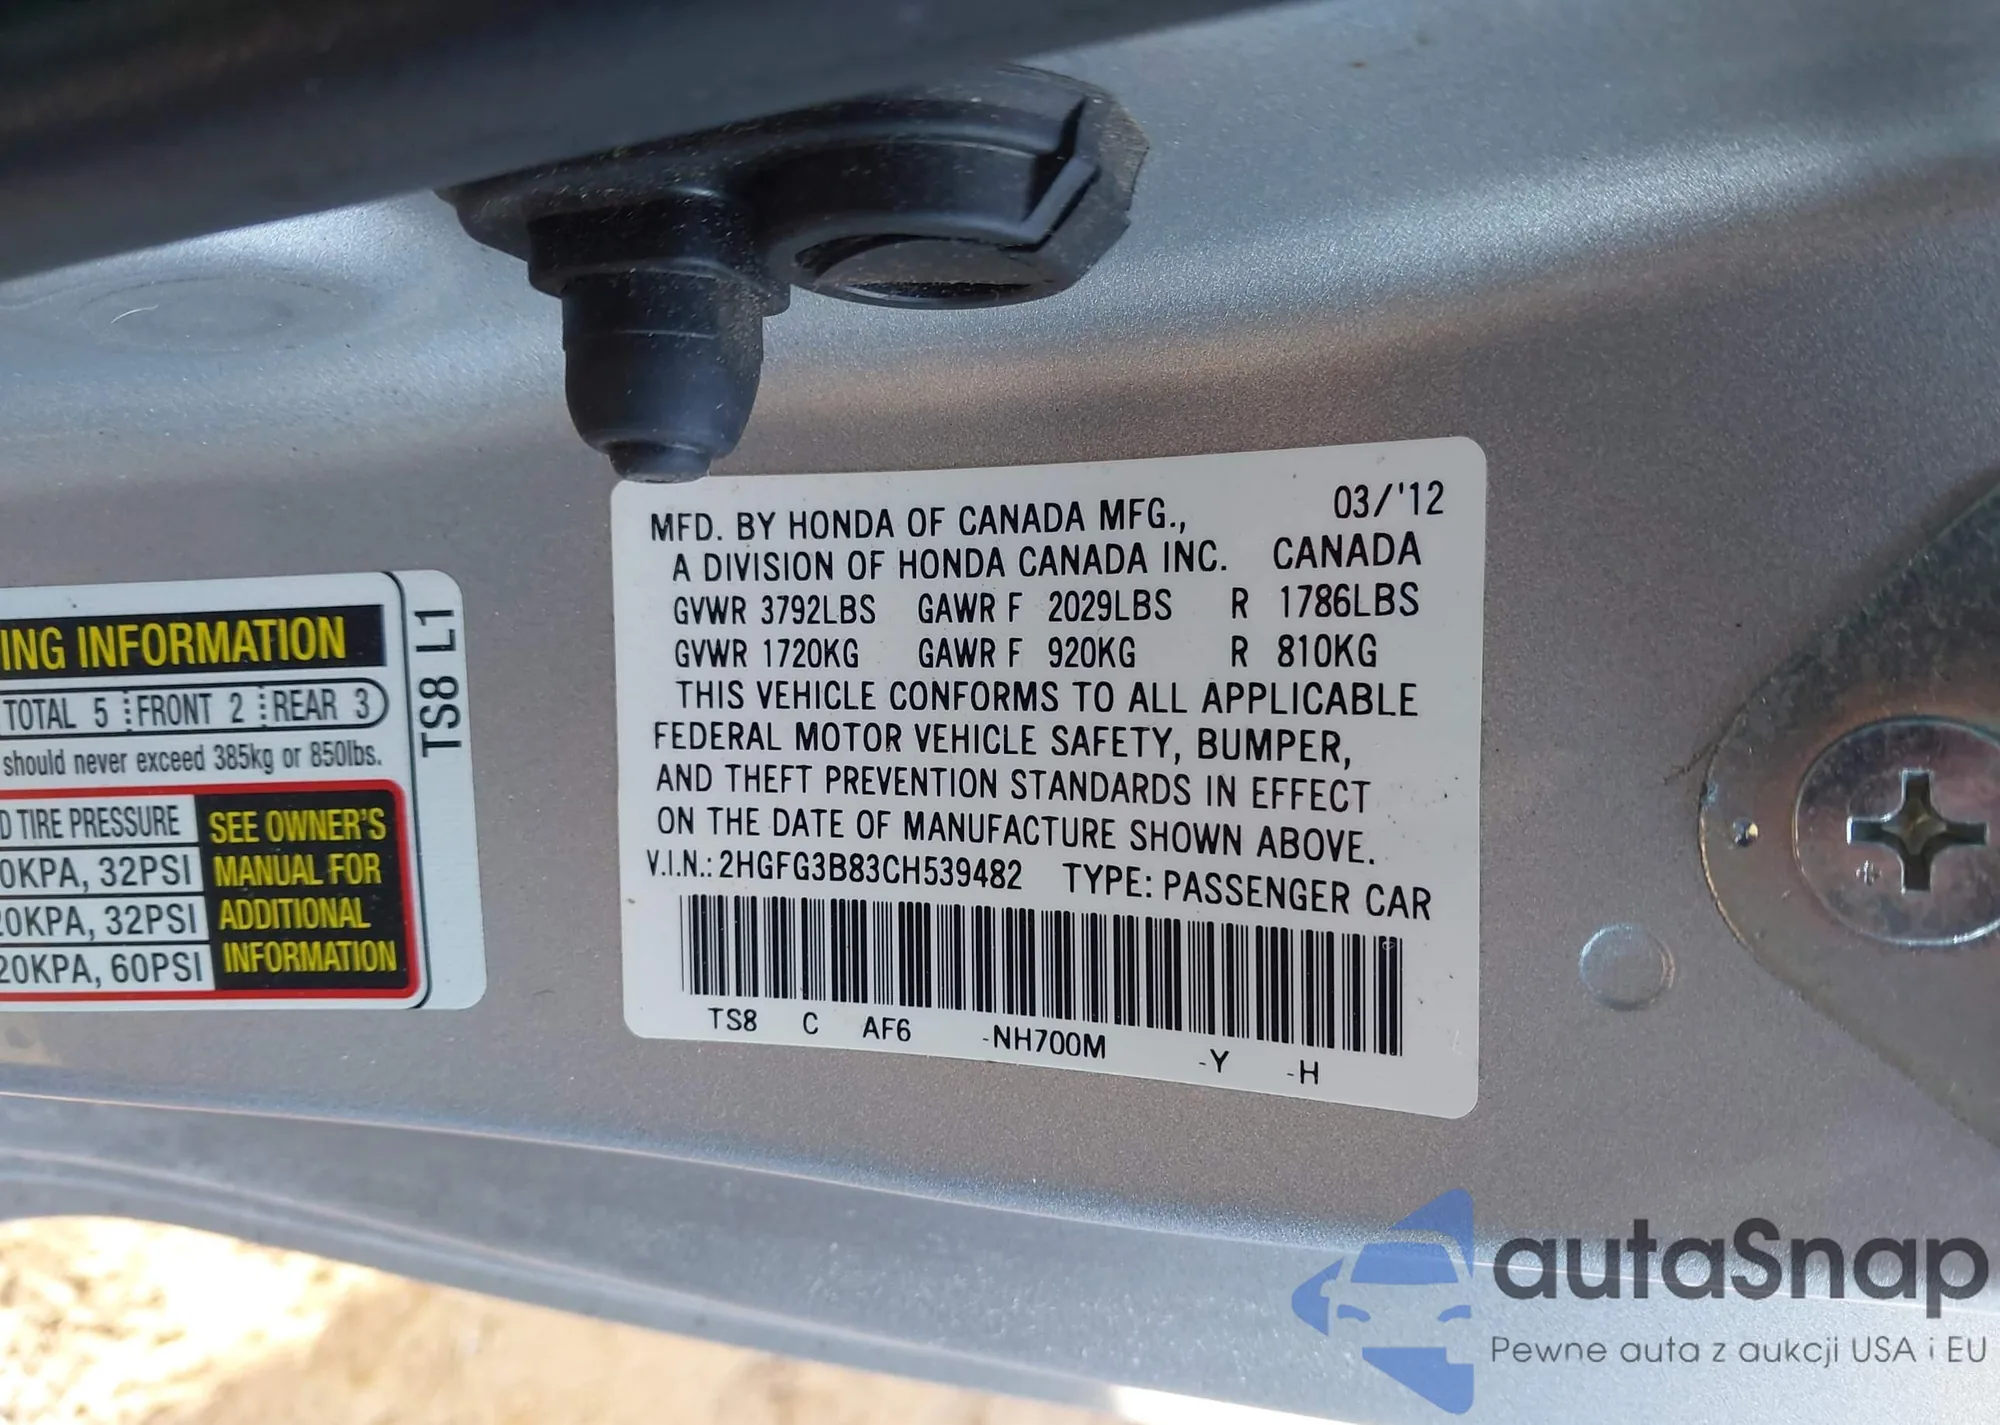 ING INFORMATION
TOTAL 5 FRONT 2 REAR 3
should never exceed 385kg or 850lbs.
D TIRE PRESSURE
0KPA, 32PSI
20KPA, 32PSI
20KPA, 60PSI
SEE OWNER'S
MANUAL FOR
ADDITIONAL
INFORMATION
TS8 L1
MFD. BY HONDA OF CANADA MFG., 03/'12
A DIVISION OF HONDA CANADA INC. CANADA
GVWR 3792LBS GAWR F 2029LBS R 1786LBS
GVWR 1720KG GAWR F 920KG R 810KG
THIS VEHICLE CONFORMS TO ALL APPLICABLE
FEDERAL MOTOR VEHICLE SAFETY, BUMPER,
AND THEFT PREVENTION STANDARDS IN EFFECT
ON THE DATE OF MANUFACTURE SHOWN ABOVE.
V.I.N.: 2HGFG3B83CH539482 TYPE: PASSENGER CAR
TS8 C AF6 -NH700M -Y -H
autaSnap
Pewne auta z aukcji USA i EU